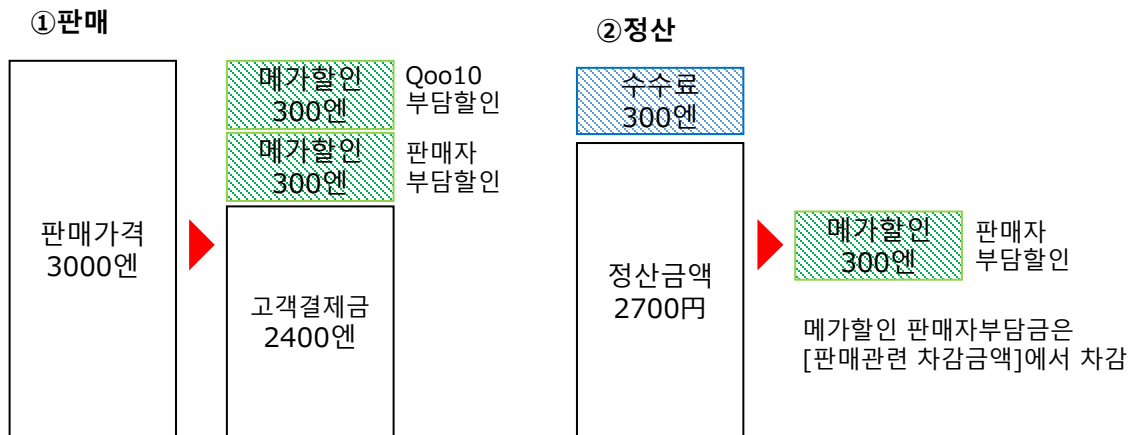 ①판매
판매가격
3000엔
메가할인
300엔
Qoo10
부담할인
메가할인
300엔
판매자
부담할인
고객결제금
2400엔
②정산
수수료
300엔
정산금액
2700円
메가할인
300엔
판매자
부담할인
메가할인 판매자부담금은
[판매관련 차감금액]에서 차감